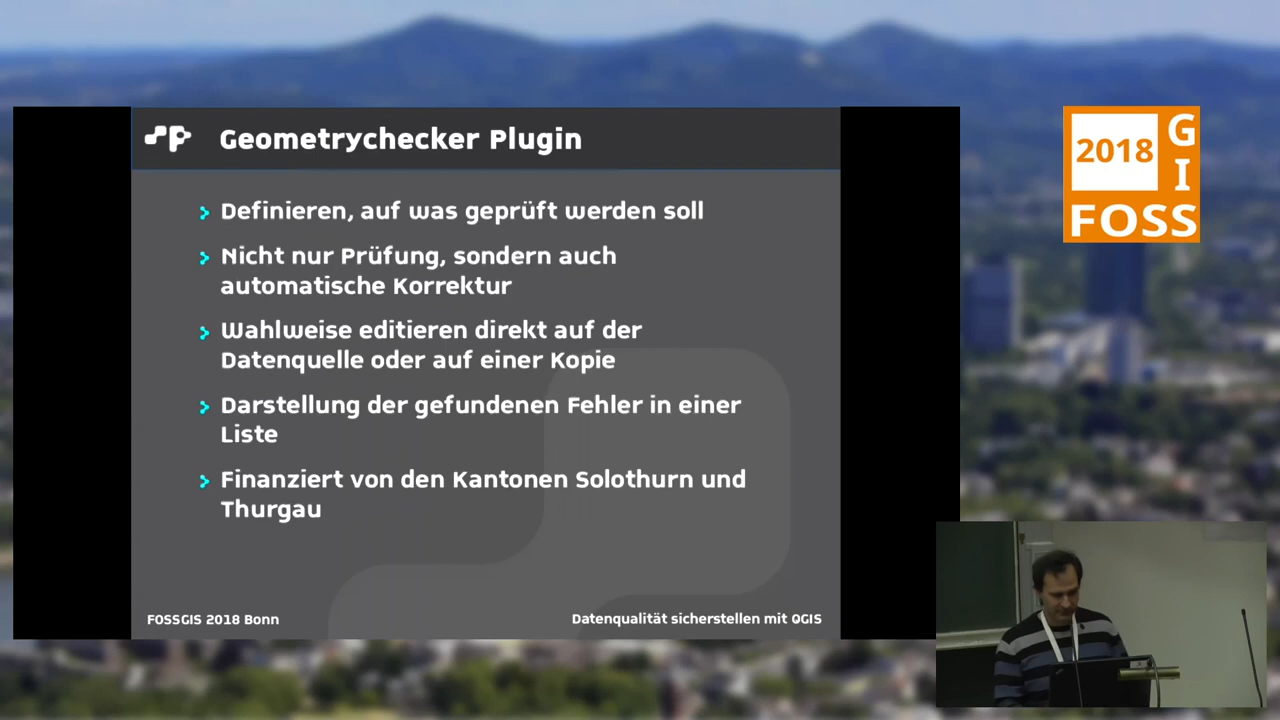 Geometrychecker Plugin
Definieren, auf was geprüft werden soll
Nicht nur Prüfung, sondern auch
automatische Korrektur
Wahlweise editieren direkt auf der
Datenquelle oder auf einer Kopie
Darstellung der gefundenen Fehler in einer
Liste
Finanziert von den Kantonen Solothurn und
Thurgau
FOSSGIS 2018 Bonn
Datenqualität sicherstellen mit QGIS
2018
GI
FOSS